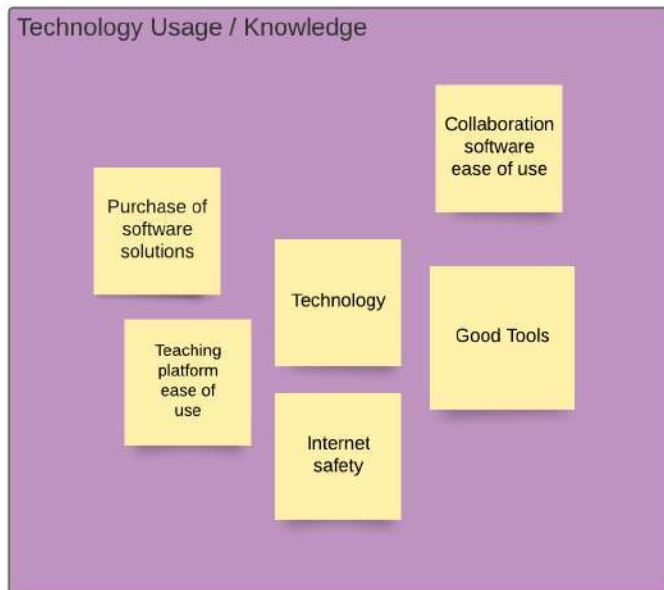 Technology Usage / Knowledge
Collaboration
software
ease of use
Purchase of
software
solutions
Technology
Good Tools
Teaching
platform
ease of
use
Internet
safety